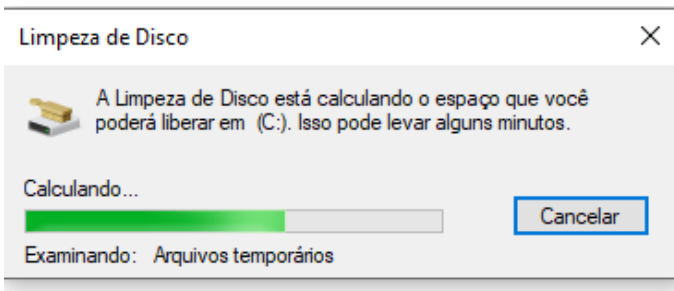 Limpeza de Disco
A Limpeza de Disco está calculando o espaço que você
poderá liberar em  (C:). Isso pode levar alguns minutos.
Calculando...
Cancelar
Examinando:   Arquivos temporários